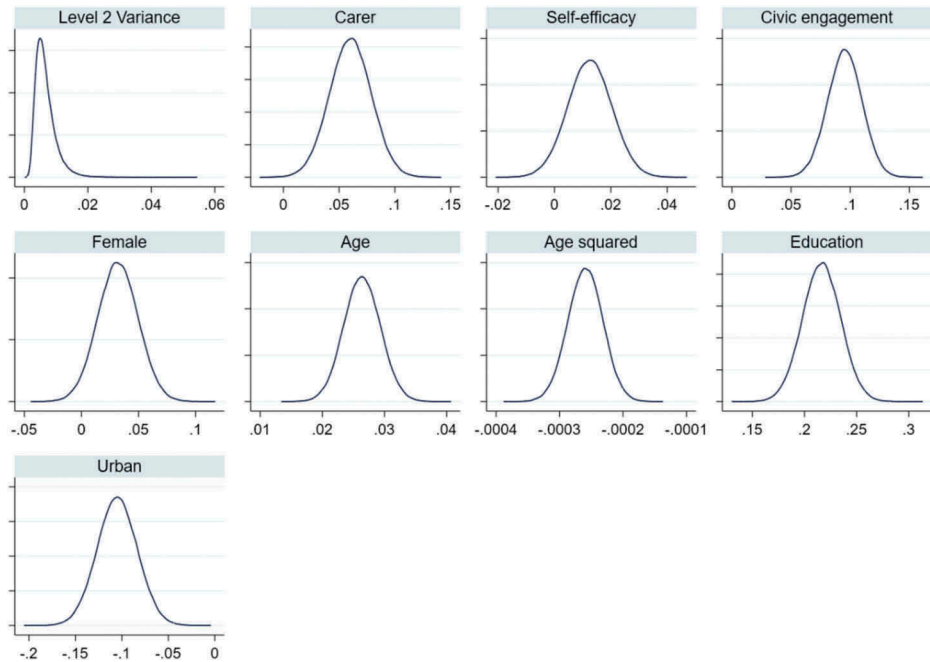 Level 2 Variance
0 .02 .04 .06
Carer
0 .05 .1 .15
Self-efficacy
-.02 0 .02 .04
Civic engagement
0 .05 .1 .15
Female
-.05 0 .05 .1
Age
.01 .02 .03 .04
Age squared
-.0004 -.0003 -.0002 -.0001
Education
.15 .2 .25 .3
Urban
-.2 -.15 -.1 -.05 0